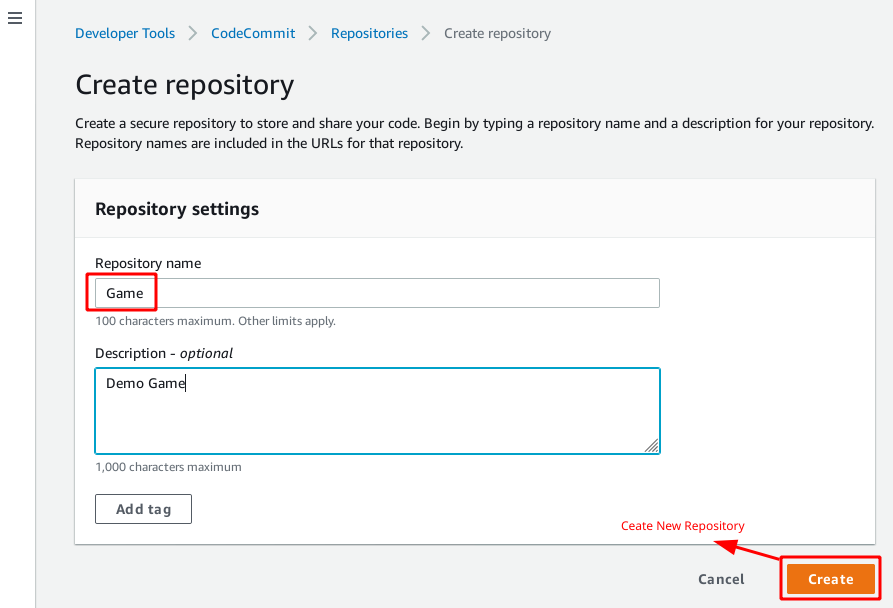 Developer Tools > CodeCommit > Repositories > Create repository
Create repository
Create a secure repository to store and share your code. Begin by typing a repository name and a description for your repository.
Repository names are included in the URLs for that repository.
Repository settings
Repository name
Game
100 characters maximum. Other limits apply.
Description - optional
Demo Game
1,000 characters maximum
Add tag
Ceate New Repository
Cancel
Create